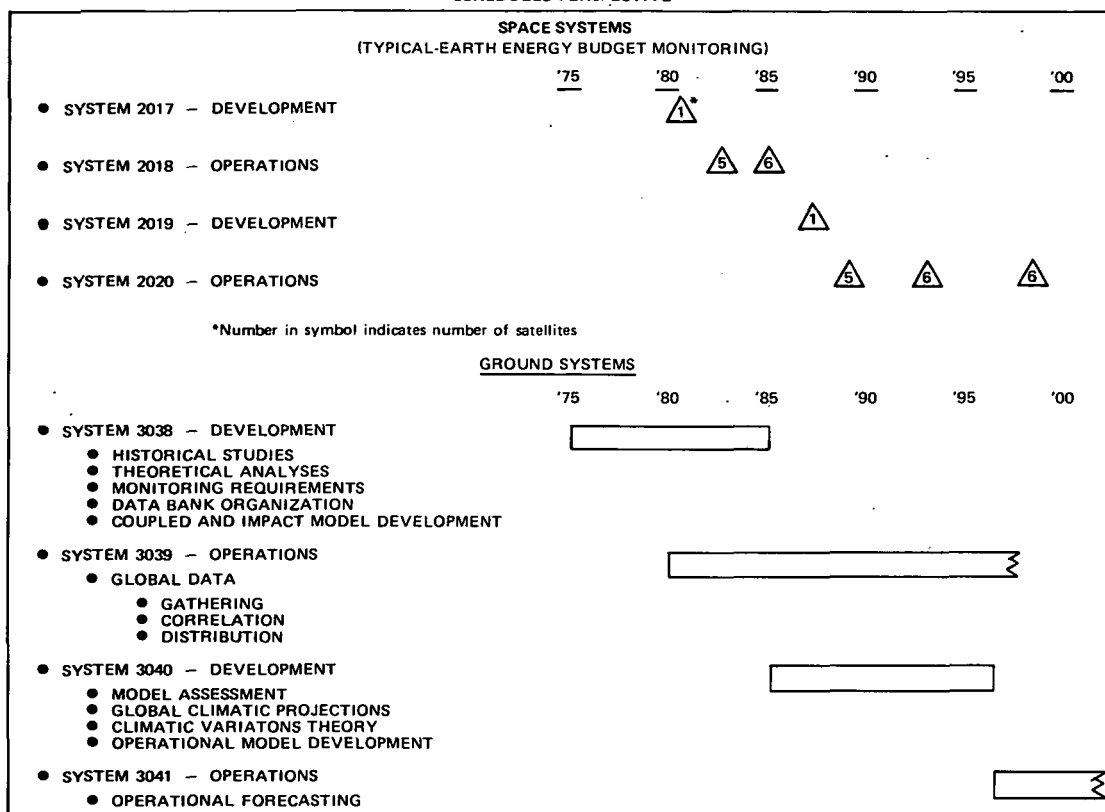 SPACE SYSTEMS
(TYPICAL-EARTH ENERGY BUDGET MONITORING)
'75 '80 '85 '90 '95 '00
● SYSTEM 2017 – DEVELOPMENT 1*
● SYSTEM 2018 – OPERATIONS 5 6
● SYSTEM 2019 – DEVELOPMENT 1
● SYSTEM 2020 – OPERATIONS 5 6 6
*Number in symbol indicates number of satellites
GROUND SYSTEMS
'75 '80 '85 '90 '95 '00
● SYSTEM 3038 – DEVELOPMENT
● HISTORICAL STUDIES
● THEORETICAL ANALYSES
● MONITORING REQUIREMENTS
● DATA BANK ORGANIZATION
● COUPLED AND IMPACT MODEL DEVELOPMENT
● SYSTEM 3039 – OPERATIONS
● GLOBAL DATA
● GATHERING
● CORRELATION
● DISTRIBUTION
● SYSTEM 3040 – DEVELOPMENT
● MODEL ASSESSMENT
● GLOBAL CLIMATIC PROJECTIONS
● CLIMATIC VARIATONS THEORY
● OPERATIONAL MODEL DEVELOPMENT
● SYSTEM 3041 – OPERATIONS
● OPERATIONAL FORECASTING